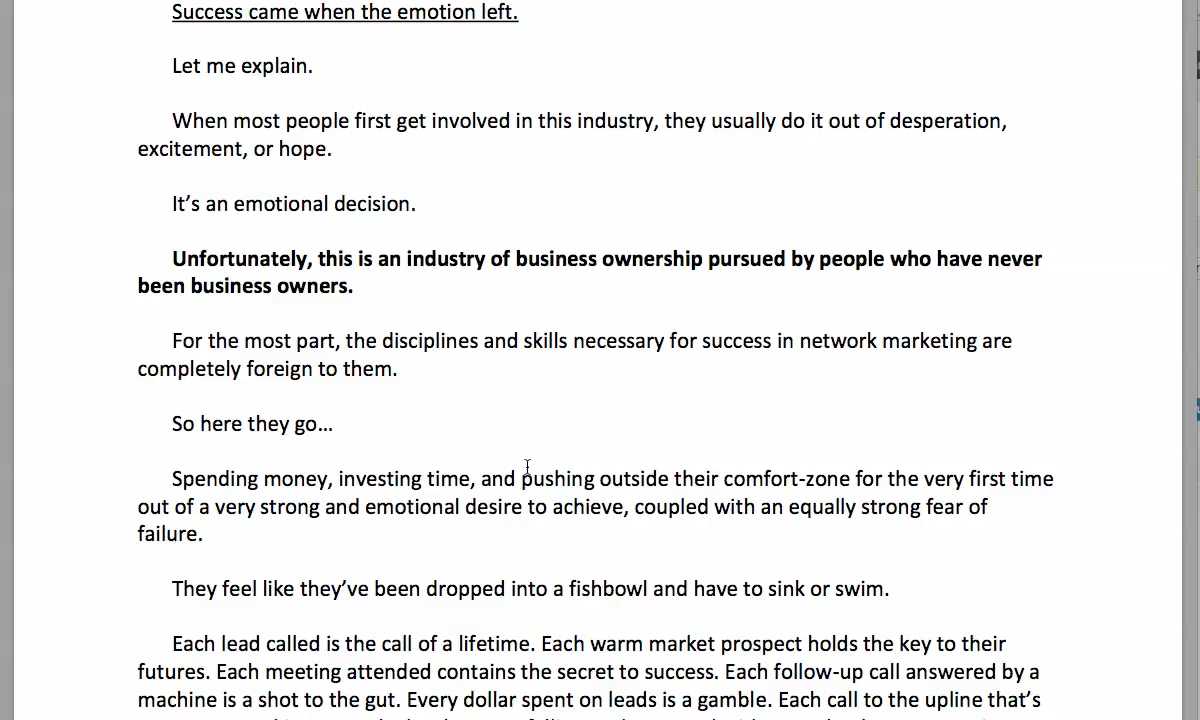 Success came when the emotion left.
Let me explain.
When most people first get involved in this industry, they usually do it out of desperation,
excitement, or hope.
It’s an emotional decision.
Unfortunately, this is an industry of business ownership pursued by people who have never
been business owners.
For the most part, the disciplines and skills necessary for success in network marketing are
completely foreign to them.
So here they go…
Spending money, investing time, and pushing outside their comfort-zone for the very first time
out of a very strong and emotional desire to achieve, coupled with an equally strong fear of
failure.
They feel like they’ve been dropped into a fishbowl and have to sink or swim.
Each lead called is the call of a lifetime. Each warm market prospect holds the key to their
futures. Each meeting attended contains the secret to success. Each follow-up call answered by a
machine is a shot to the gut. Every dollar spent on leads is a gamble. Each call to the upline that’s